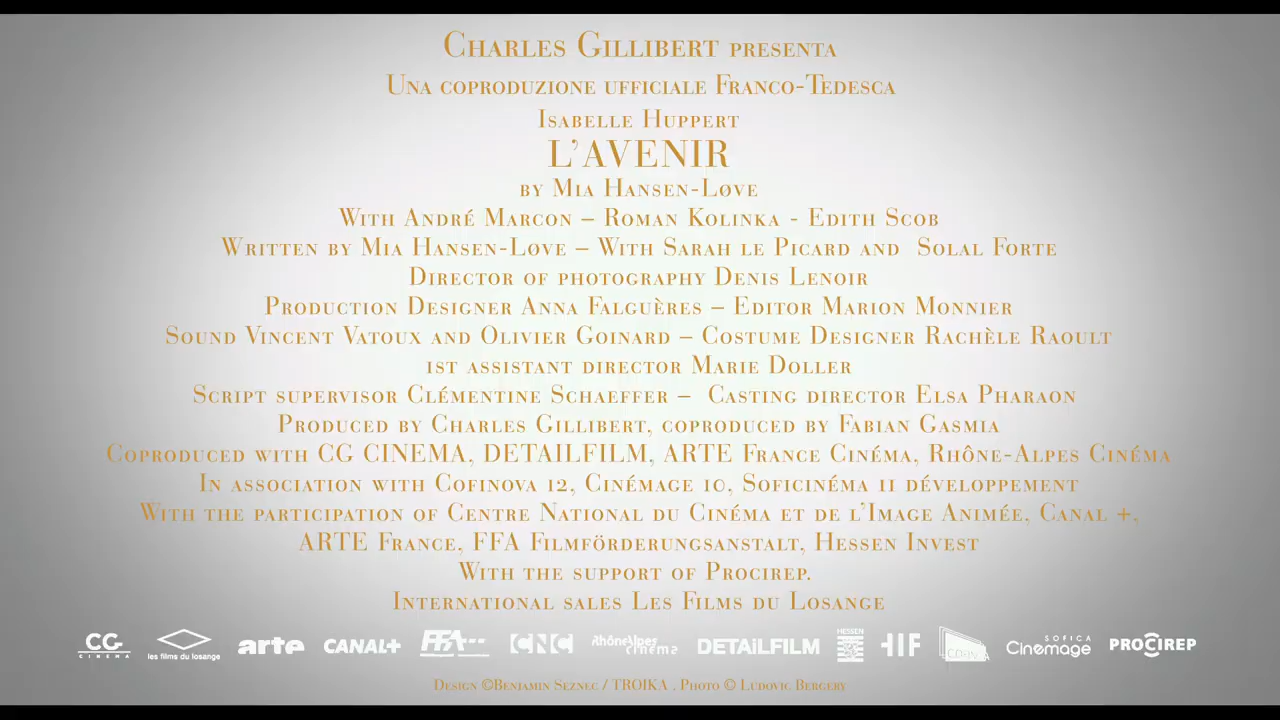 Charles Gillibert presenta
Una coproduzione ufficiale Franco-Tedesca
Isabelle Huppert
L'AVENIR
by Mia Hansen-Løve
With André Marcon – Roman Kolinka - Edith Scob
Written by Mia Hansen-Løve – With Sarah le Picard and Solal Forte
Director of photography Denis Lenoir
Production Designer Anna Falguères – Editor Marion Monnier
Sound Vincent Vatoux and Olivier Goinard – Costume Designer Rachèle Raoult
1st assistant director Marie Doller
Script supervisor Clémentine Schaeffer – Casting director Elsa Pharaon
Produced by Charles Gillibert, coproduced by Fabian Gasmia
Coproduced with CG CINEMA, DETAILFILM, ARTE France Cinéma, Rhône-Alpes Cinéma
In association with Cofinova 12, Cinémage 10, Soficinéma 11 développement
With the participation of Centre National du Cinéma et de l'Image Animée, Canal +,
ARTE France, FFA Filmförderungsanstalt, Hessen Invest
With the support of Procirep.
International sales Les Films du Losange
CG CINEMA les films du losange arte CANAL+ FFA CNC RhôneAlpes cinéma DETAiLFILM HESSEN HIF SOFICA Cinemage PROCIREP
Design ©Benjamin Seznec / TROIKA . Photo © Ludovic Bergery